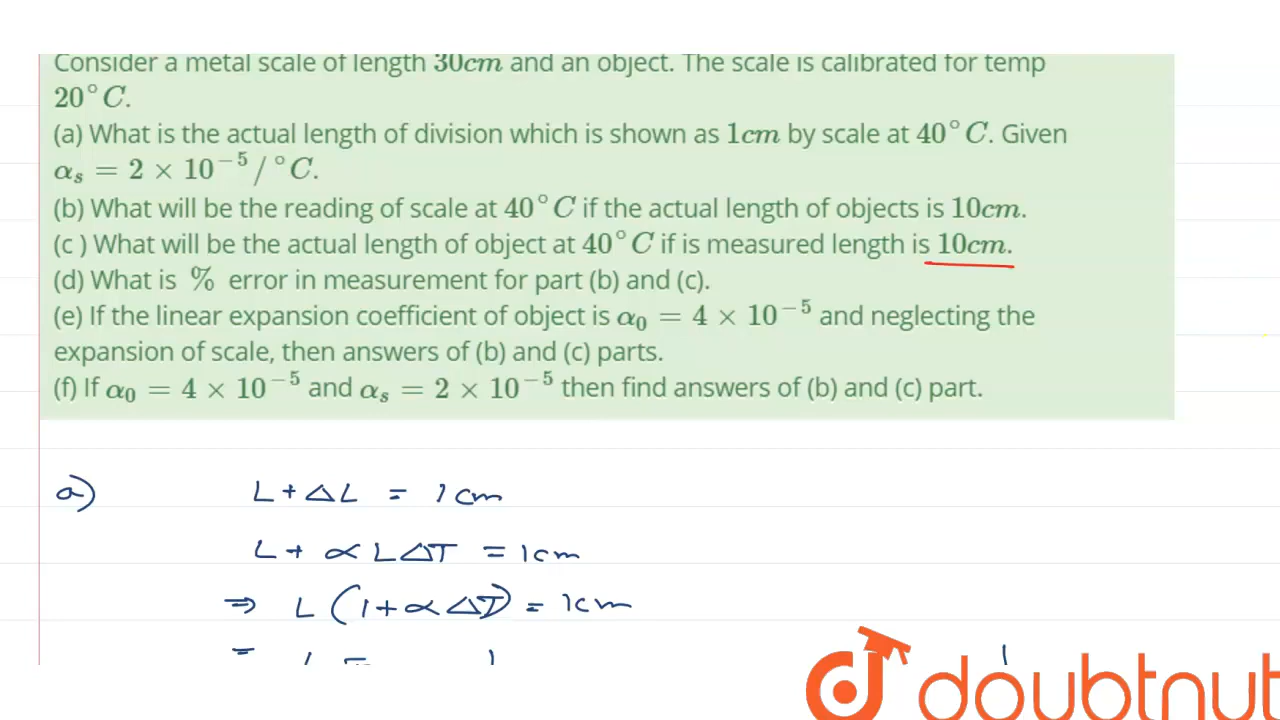 Consider a metal scale of length 30cm and an object. The scale is calibrated for temp
20°C.
(a) What is the actual length of division which is shown as 1cm by scale at 40°C. Given
αₛ = 2 × 10⁻⁵/°C.
(b) What will be the reading of scale at 40°C if the actual length of objects is 10cm.
(c ) What will be the actual length of object at 40°C if is measured length is 10cm.
(d) What is % error in measurement for part (b) and (c).
(e) If the linear expansion coefficient of object is α₀ = 4 × 10⁻⁵ and neglecting the
expansion of scale, then answers of (b) and (c) parts.
(f) If α₀ = 4 × 10⁻⁵ and αₛ = 2 × 10⁻⁵ then find answers of (b) and (c) part.
a) L + ΔL = 1cm
L + αLΔT = 1cm
⇒ L (1 + αΔT) = 1cm
doubtnut